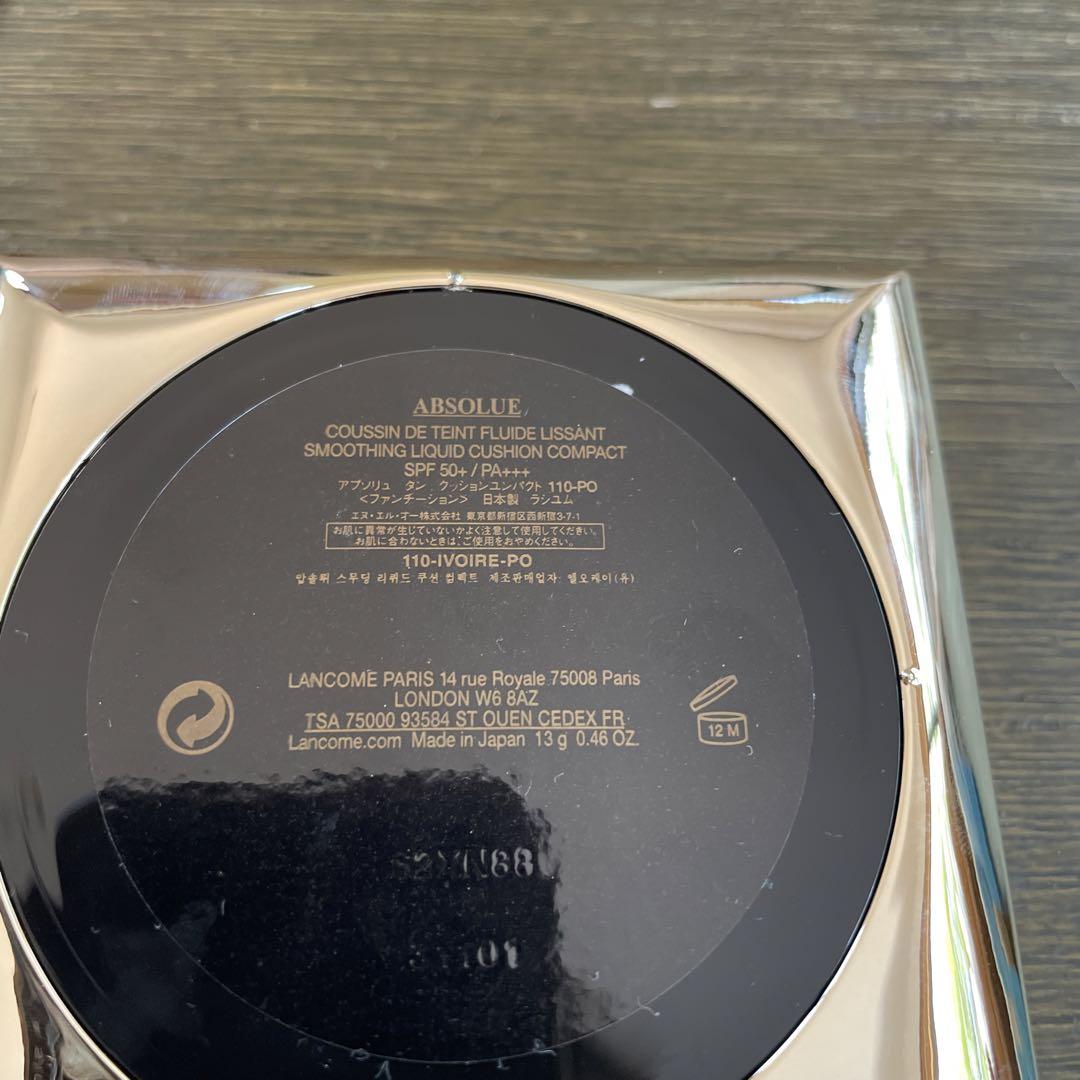 ABSOLUE
COUSSIN DE TEINT FLUIDE LISSANT
SMOOTHING LIQUID CUSHION COMPACT
SPF 50+ / PA+++
アプソリュ タン クッションコンパクト 110-PO
<ファンデーション> 日本製 ラシユム
エヌ・エル・オー株式会社 東京都新宿区西新宿3-7-1
お肌に異常が生じていないかよく注意して使用してください。
お肌に合わないときは、ご使用をおやめください。
110-IVOIRE-PO
압솔뤼 스무딩 리퀴드 쿠션 컴팩트 제조판매업자 엘오케이(유)
LANCOME PARIS 14 rue Royale 75008 Paris
LONDON W6 8AZ
TSA 75000 93584 ST OUEN CEDEX FR
Lancome.com Made in Japan 13 g 0.46 OZ.
12 M